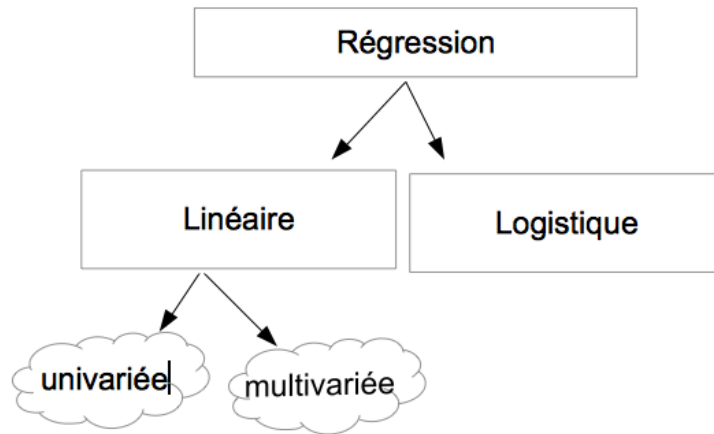 Régression
Linéaire
Logistique
univariée
multivariée